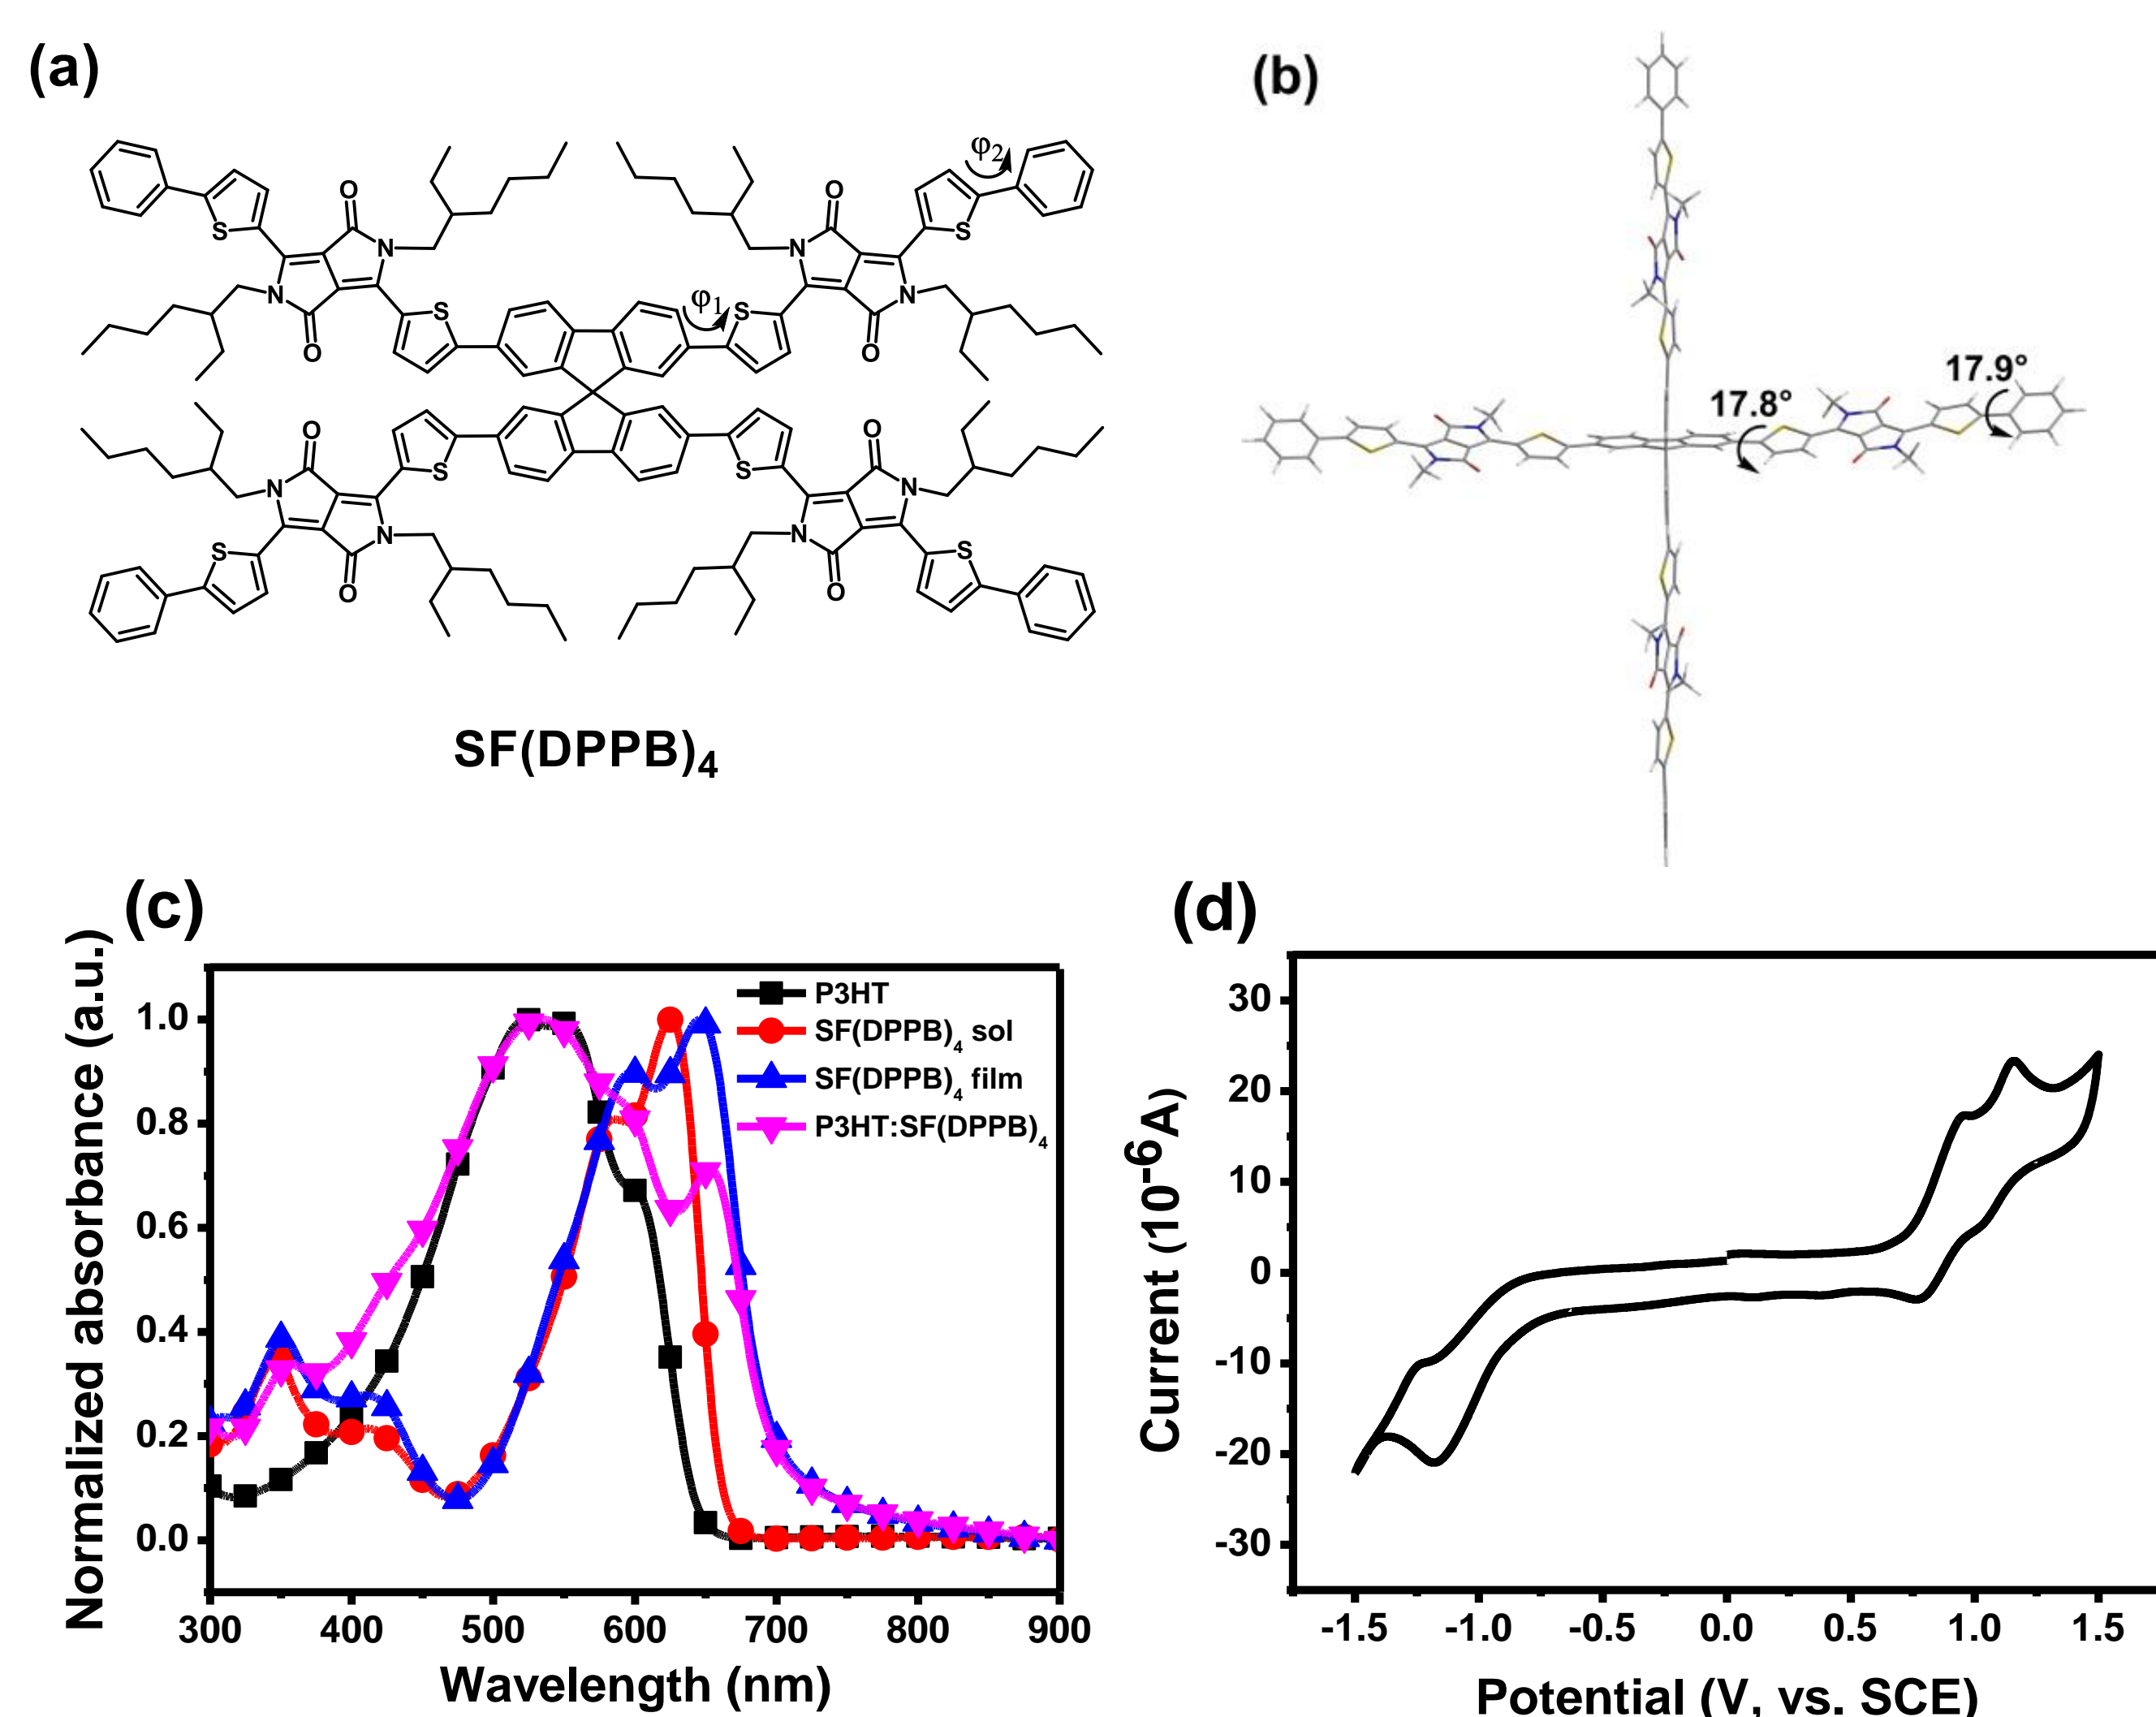 (a)
φ2
O
O
S
S
N
N
N
N
φ1
S
S
O
O
O
O
S
S
N
N
N
N
S
S
O
O
SF(DPPB)4
(b)
17.9°
17.8°
(c)
Normalized absorbance (a.u.)
1.0
0.8
0.6
0.4
0.2
0.0
P3HT
SF(DPPB)4 sol
SF(DPPB)4 film
P3HT:SF(DPPB)4
300 400 500 600 700 800 900
Wavelength (nm)
(d)
Current (10-6A)
30
20
10
0
-10
-20
-30
-1.5 -1.0 -0.5 0.0 0.5 1.0 1.5
Potential (V, vs. SCE)